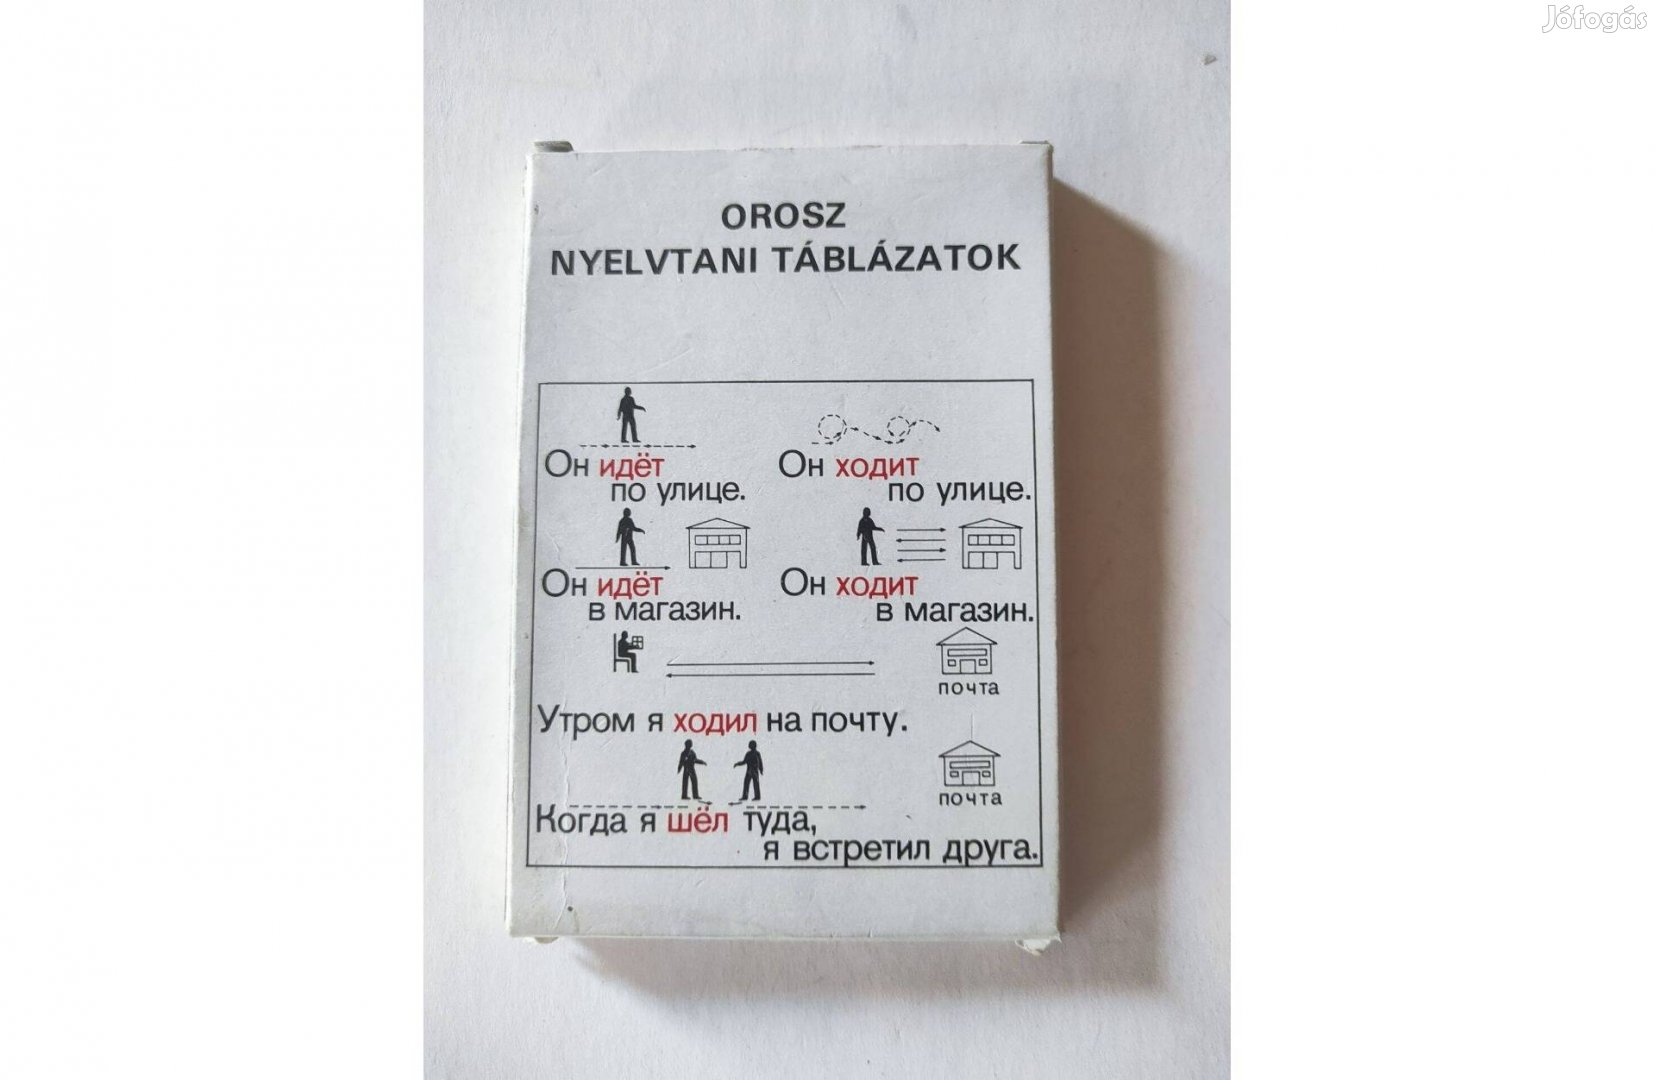 Jófogás
OROSZ
NYELVTANI TÁBLÁZATOK
Он идёт
по улице.
Он ходит
по улице.
Он идёт
в магазин.
Он ходит
в магазин.
почта
Утром я ходил на почту.
почта
Когда я шёл туда,
я встретил друга.